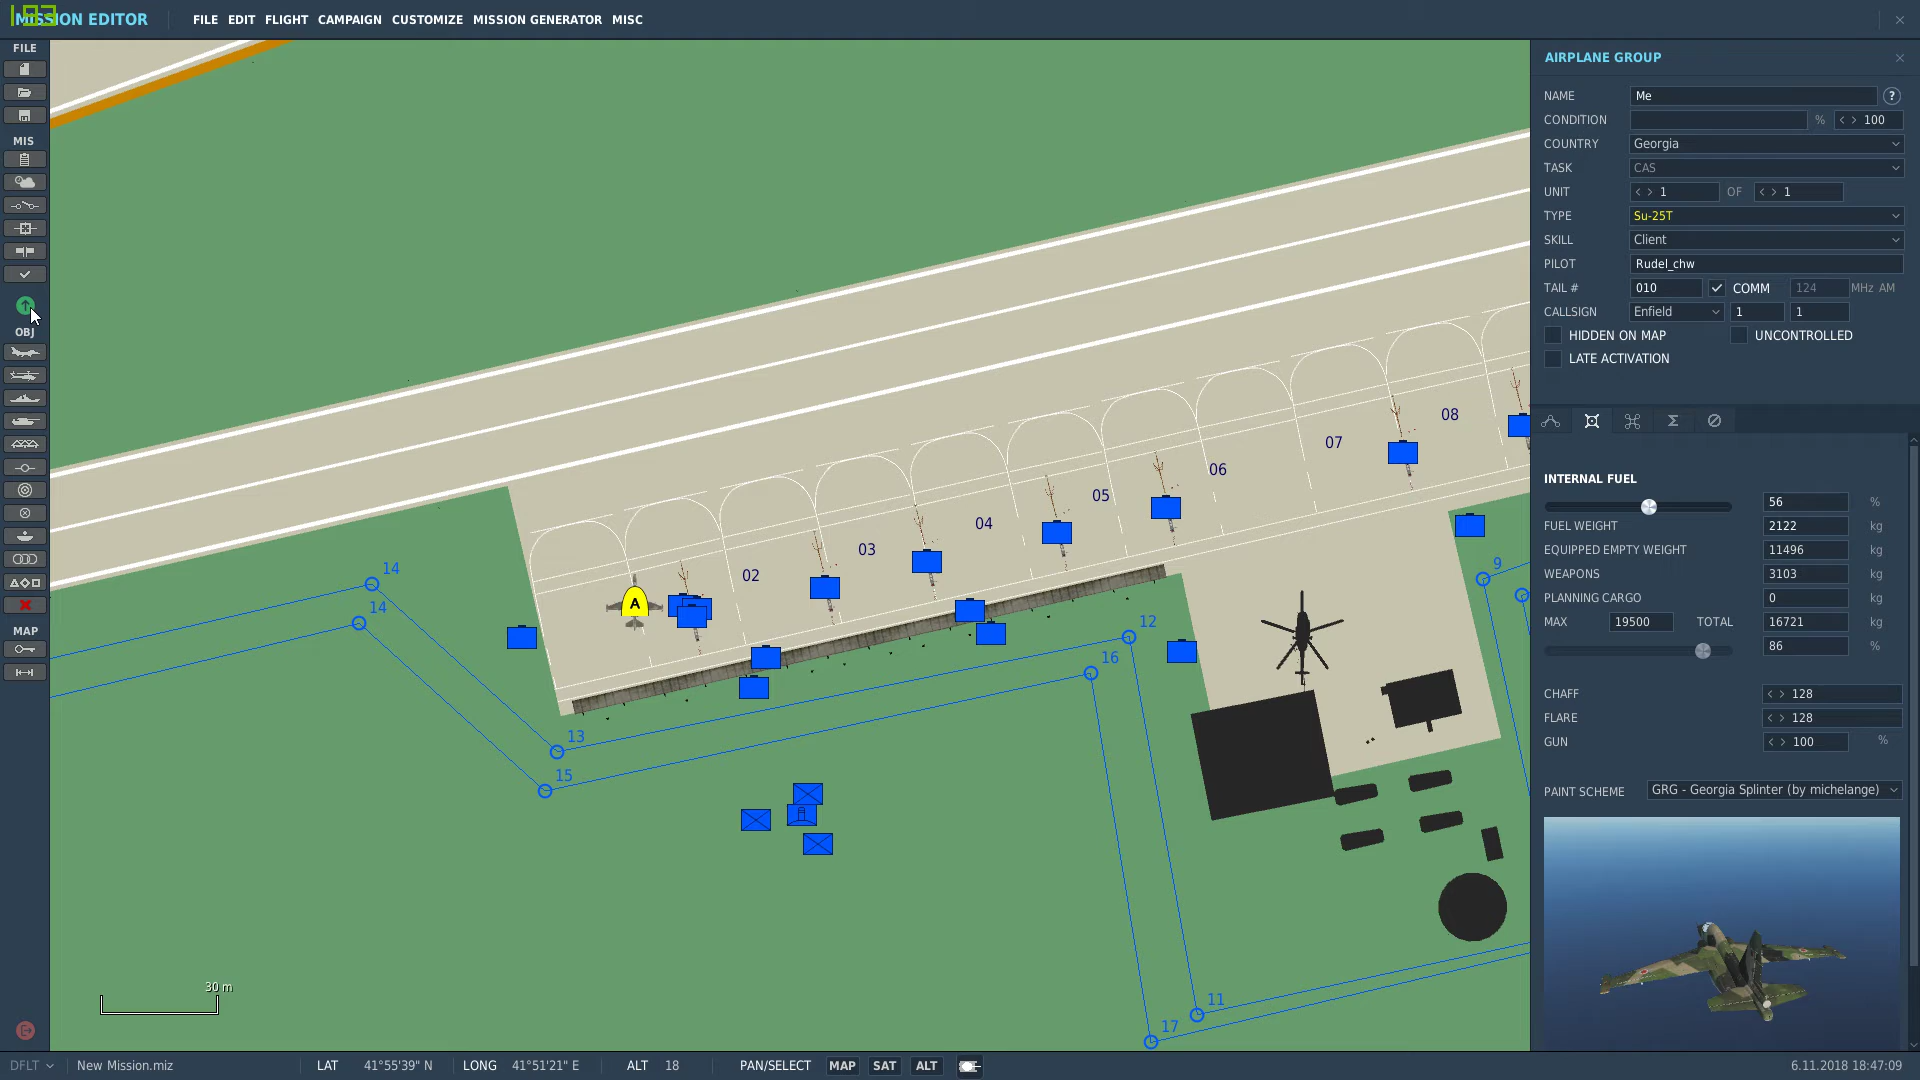 193
MISSION EDITOR
FILE EDIT FLIGHT CAMPAIGN CUSTOMIZE MISSION GENERATOR MISC
FILE
MIS
OBJ
MAP
14
14
13
15
12
16
9
11
17
02
03
04
05
06
07
08
A
30 m
AIRPLANE GROUP
NAME Me ?
CONDITION % < > 100
COUNTRY Georgia
TASK CAS
UNIT < > 1 OF < > 1
TYPE Su-25T
SKILL Client
PILOT Rudel_chw
TAIL # 010 COMM 124 MHz AM
CALLSIGN Enfield 1 1
HIDDEN ON MAP UNCONTROLLED
LATE ACTIVATION
INTERNAL FUEL
56 %
FUEL WEIGHT 2122 kg
EQUIPPED EMPTY WEIGHT 11496 kg
WEAPONS 3103 kg
PLANNING CARGO 0 kg
MAX 19500 TOTAL 16721 kg
86 %
CHAFF < > 128
FLARE < > 128
GUN < > 100 %
PAINT SCHEME GRG - Georgia Splinter (by michelange)
DFLT New Mission.miz LAT 41°55'39" N LONG 41°51'21" E ALT 18 PAN/SELECT MAP SAT ALT 6.11.2018 18:47:09